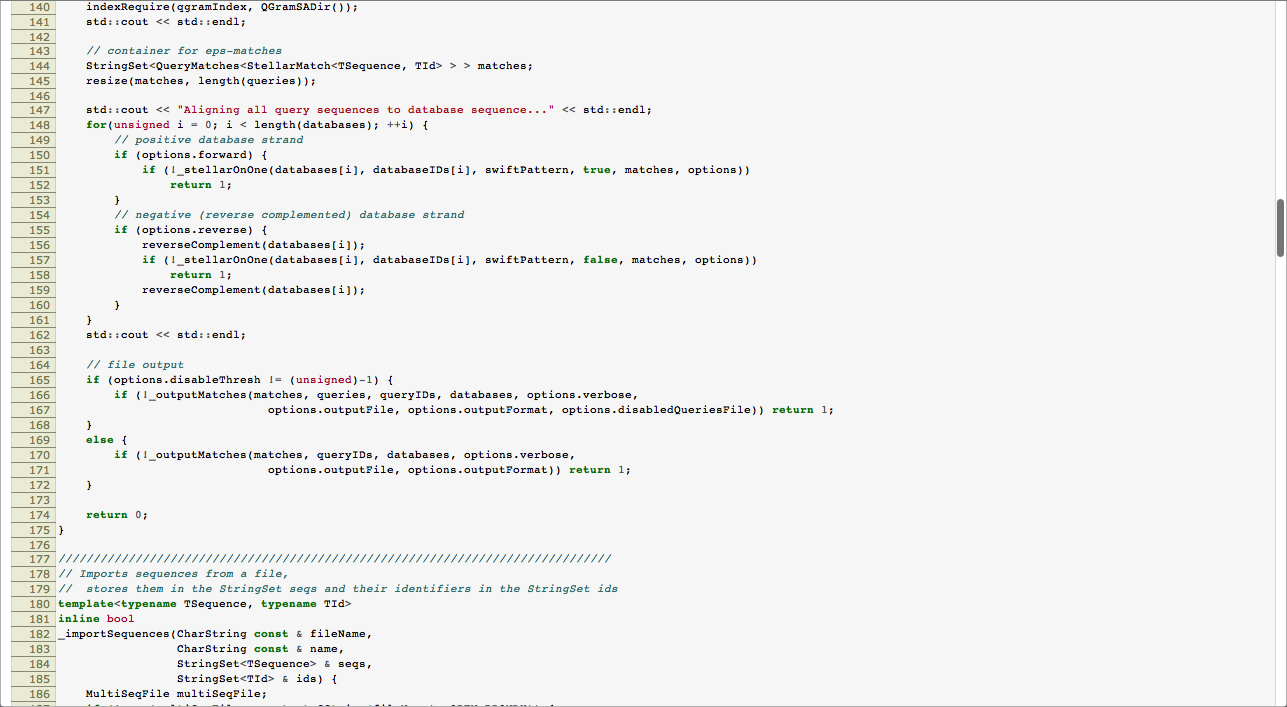 140 indexRequire(qgramIndex, QGramSADir());
141 std::cout << std::endl;
142
143 // container for eps-matches
144 StringSet<QueryMatches<StellarMatch<TSequence, TId> > > matches;
145 resize(matches, length(queries));
146
147 std::cout << "Aligning all query sequences to database sequence..." << std::endl;
148 for(unsigned i = 0; i < length(databases); ++i) {
149 // positive database strand
150 if (options.forward) {
151 if (!_stellarOnOne(databases[i], databaseIDs[i], swiftPattern, true, matches, options))
152 return 1;
153 }
154 // negative (reverse complemented) database strand
155 if (options.reverse) {
156 reverseComplement(databases[i]);
157 if (!_stellarOnOne(databases[i], databaseIDs[i], swiftPattern, false, matches, options))
158 return 1;
159 reverseComplement(databases[i]);
160 }
161 }
162 std::cout << std::endl;
163
164 // file output
165 if (options.disableThresh != (unsigned)-1) {
166 if (!_outputMatches(matches, queries, queryIDs, databases, options.verbose,
167 options.outputFile, options.outputFormat, options.disabledQueriesFile)) return 1;
168 }
169 else {
170 if (!_outputMatches(matches, queryIDs, databases, options.verbose,
171 options.outputFile, options.outputFormat)) return 1;
172 }
173
174 return 0;
175 }
176
177 ///////////////////////////////////////////////////////////////////////////////
178 // Imports sequences from a file,
179 // stores them in the StringSet seqs and their identifiers in the StringSet ids
180 template<typename TSequence, typename TId>
181 inline bool
182 _importSequences(CharString const & fileName,
183 CharString const & name,
184 StringSet<TSequence> & seqs,
185 StringSet<TId> & ids) {
186 MultiSeqFile multiSeqFile;